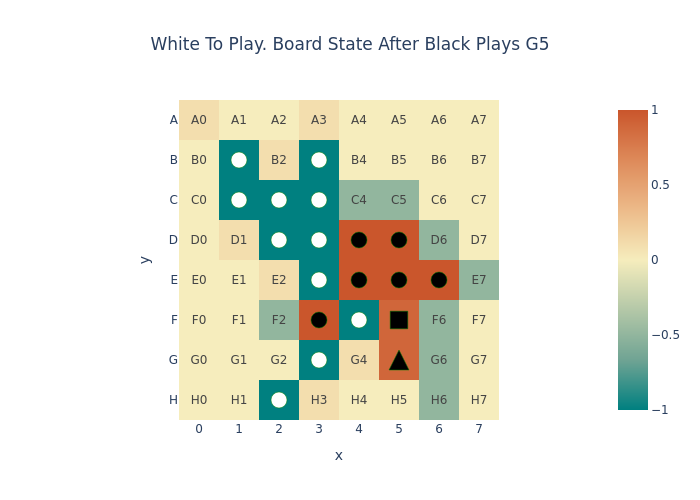 White To Play. Board State After Black Plays G5
A A0 A1 A2 A3 A4 A5 A6 A7
B B0 B2 B4 B5 B6 B7
C C0 C4 C5 C6 C7
D D0 D1 D6 D7
E E0 E1 E2 E7
F F0 F1 F2 F6 F7
G G0 G1 G2 G4 G6 G7
H H0 H1 H3 H4 H5 H6 H7
0 1 2 3 4 5 6 7
x
y
1
0.5
0
−0.5
−1